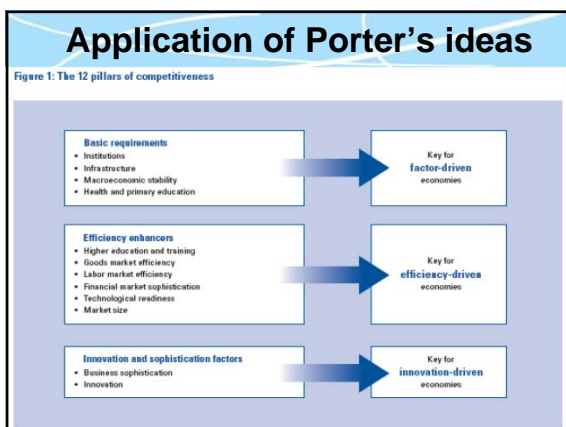 Application of Porter's ideas
Figure 1: The 12 pillars of competitiveness
Basic requirements
• Institutions
• Infrastructure
• Macroeconomic stability
• Health and primary education
Key for
factor-driven
economies
Efficiency enhancers
• Higher education and training
• Goods market efficiency
• Labor market efficiency
• Financial market sophistication
• Technological readiness
• Market size
Key for
efficiency-driven
economies
Innovation and sophistication factors
• Business sophistication
• Innovation
Key for
innovation-driven
economies